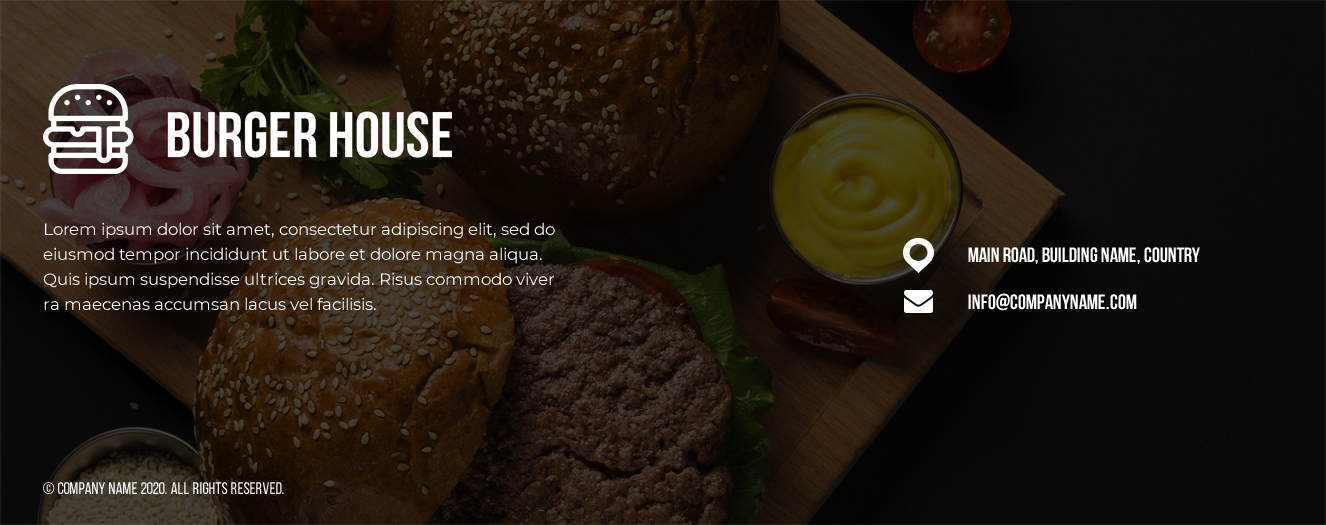 BURGER HOUSE
Lorem ipsum dolor sit amet, consectetur adipiscing elit, sed do
eiusmod tempor incididunt ut labore et dolore magna aliqua.
Quis ipsum suspendisse ultrices gravida. Risus commodo viver
ra maecenas accumsan lacus vel facilisis.
MAIN ROAD, BUILDING NAME, COUNTRY
INFO@COMPANYNAME.COM
© COMPANY NAME 2020. ALL RIGHTS RESERVED.